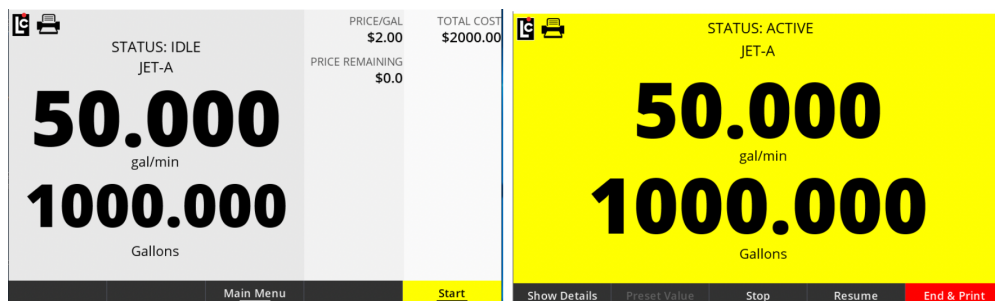 LC
STATUS: IDLE
JET-A
50.000
gal/min
1000.000
Gallons
PRICE/GAL
$2.00
PRICE REMAINING
$0.0
TOTAL COST
$2000.00
Main Menu
Start
LC
STATUS: ACTIVE
JET-A
50.000
gal/min
1000.000
Gallons
Show Details
Preset Value
Stop
Resume
End & Print